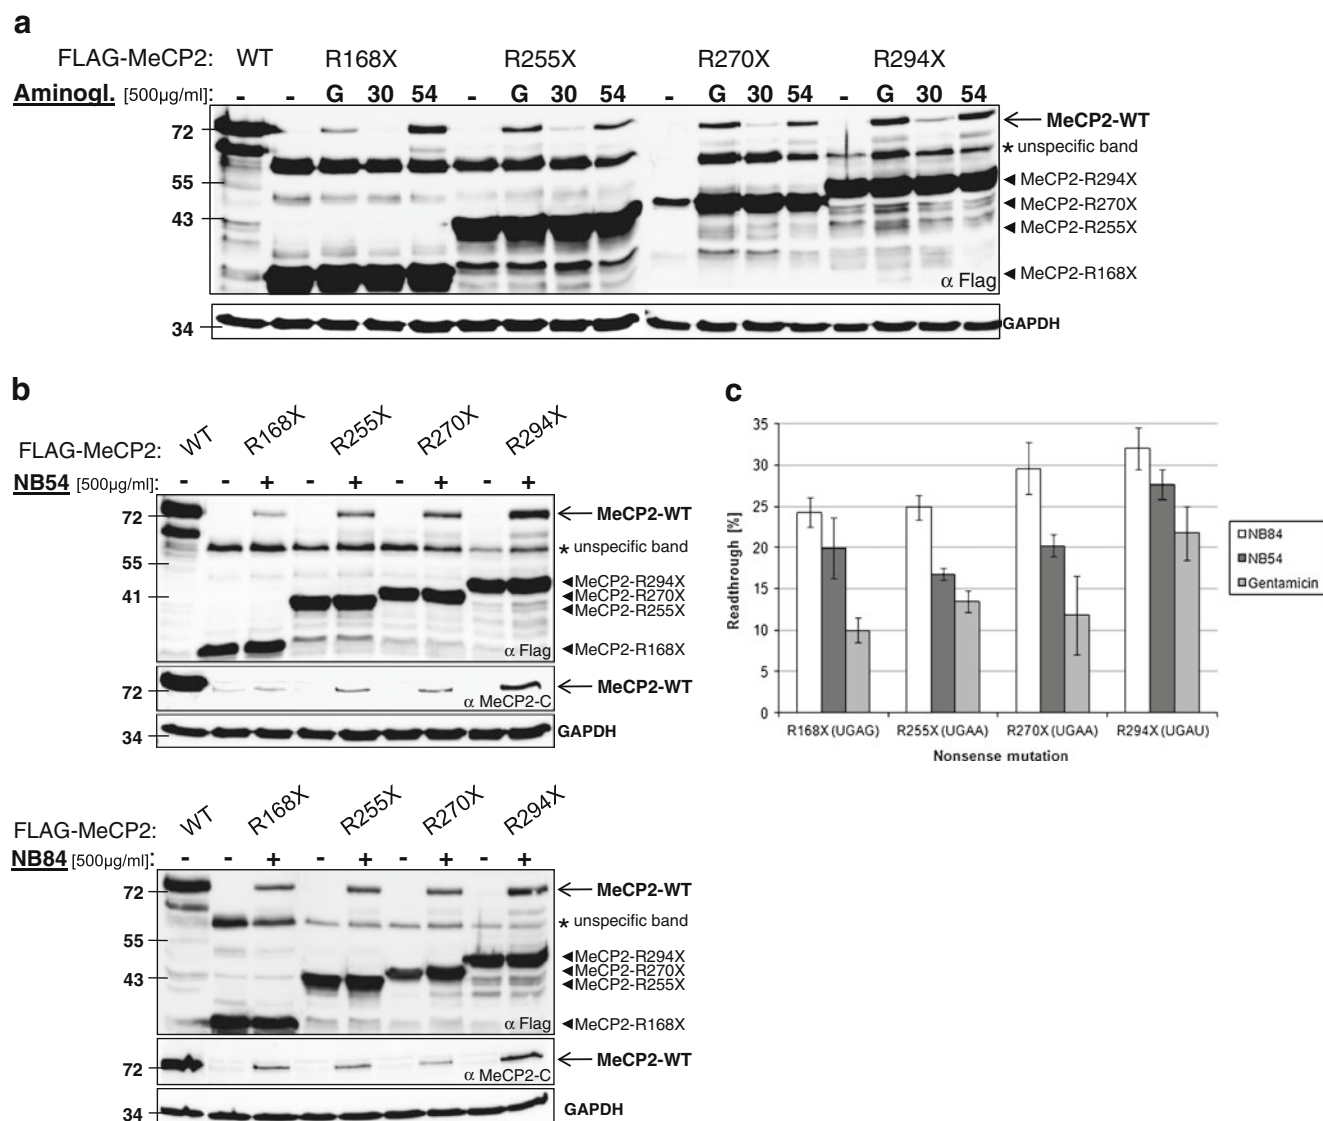 a
FLAG-MeCP2: WT R168X R255X R270X R294X
Aminogl. [500µg/ml]: - - G 30 54 - G 30 54 - G 30 54 - G 30 54
72
55
43
MeCP2-WT
* unspecific band
MeCP2-R294X
MeCP2-R270X
MeCP2-R255X
MeCP2-R168X
α Flag
34
GAPDH
b
FLAG-MeCP2: WT R168X R255X R270X R294X
NB54 [500µg/ml]: - - + - + - + - +
72
55
41
MeCP2-WT
* unspecific band
MeCP2-R294X
MeCP2-R270X
MeCP2-R255X
MeCP2-R168X
α Flag
72
MeCP2-WT
α MeCP2-C
34
GAPDH
FLAG-MeCP2: WT R168X R255X R270X R294X
NB84 [500µg/ml]: - - + - + - + - +
72
55
43
MeCP2-WT
* unspecific band
MeCP2-R294X
MeCP2-R270X
MeCP2-R255X
MeCP2-R168X
α Flag
72
MeCP2-WT
α MeCP2-C
34
GAPDH
c
35
30
25
20
15
10
5
0
Readthrough [%]
R168X (UGAG) R255X (UGAA) R270X (UGAA) R294X (UGAU)
Nonsense mutation
NB84
NB54
Gentamicin